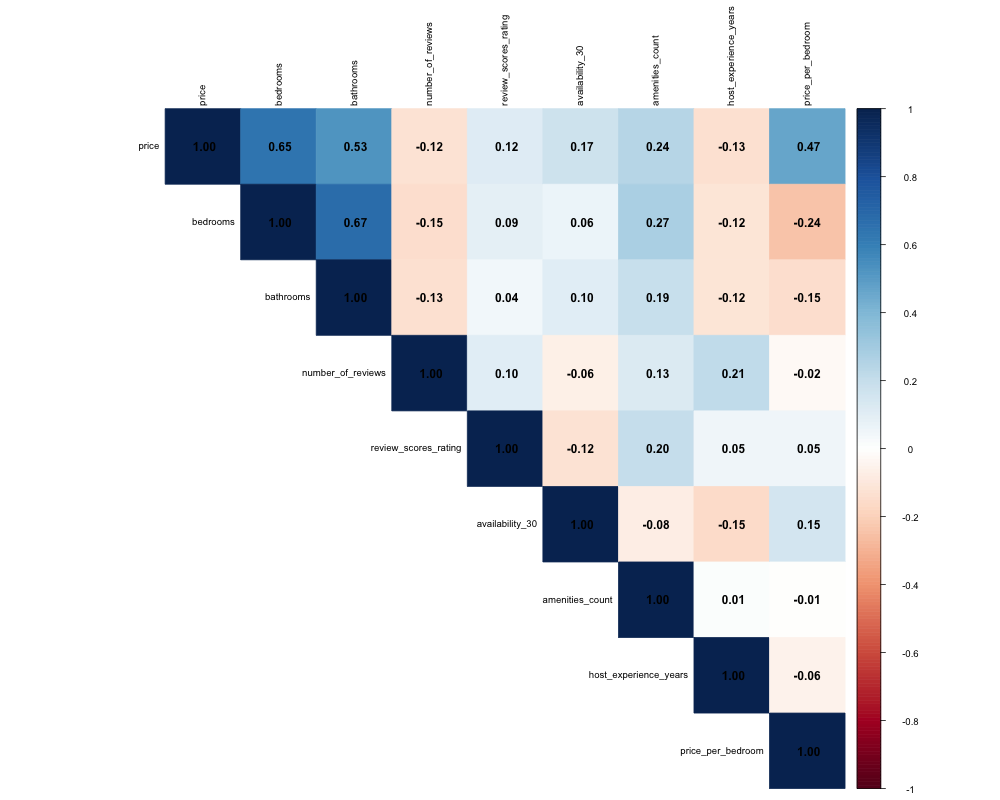 price
bedrooms
bathrooms
number_of_reviews
review_scores_rating
availability_30
amenities_count
host_experience_years
price_per_bedroom
price 1.00 0.65 0.53 -0.12 0.12 0.17 0.24 -0.13 0.47
bedrooms 1.00 0.67 -0.15 0.09 0.06 0.27 -0.12 -0.24
bathrooms 1.00 -0.13 0.04 0.10 0.19 -0.12 -0.15
number_of_reviews 1.00 0.10 -0.06 0.13 0.21 -0.02
review_scores_rating 1.00 -0.12 0.20 0.05 0.05
availability_30 1.00 -0.08 -0.15 0.15
amenities_count 1.00 0.01 -0.01
host_experience_years 1.00 -0.06
price_per_bedroom 1.00
1
0.8
0.6
0.4
0.2
0
-0.2
-0.4
-0.6
-0.8
-1